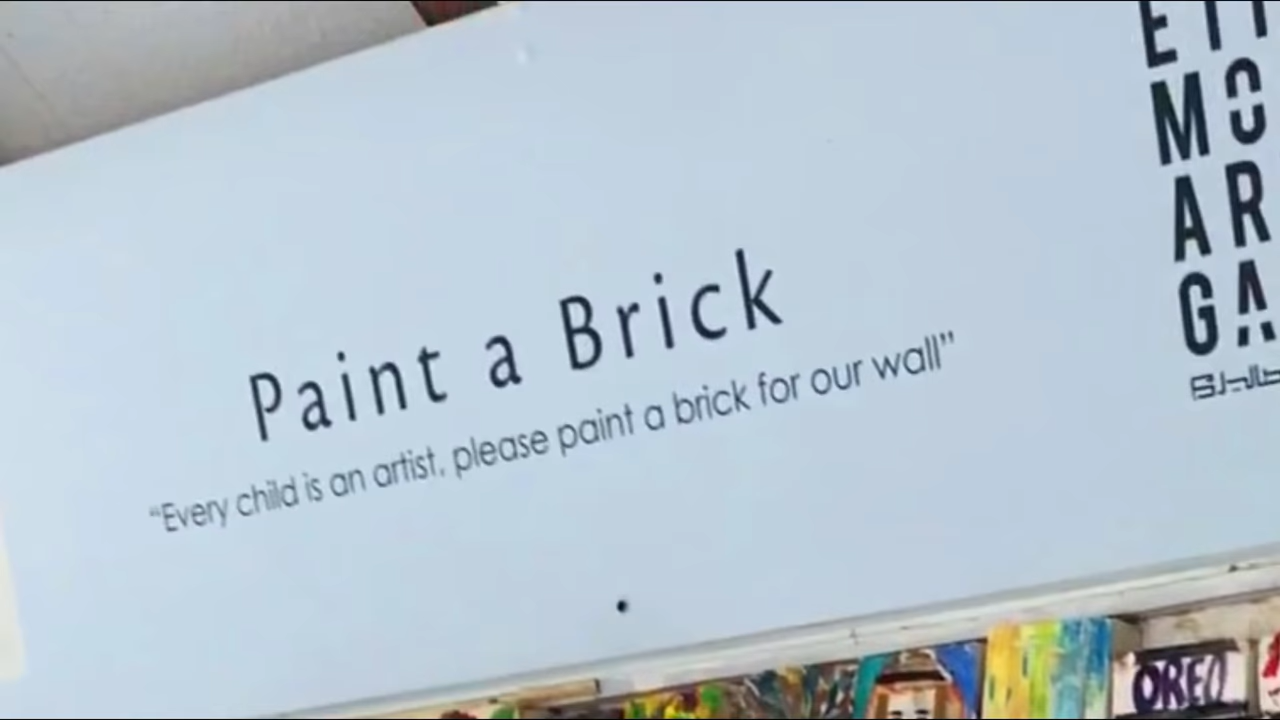 Paint a Brick
“Every child is an artist, please paint a brick for our wall”
M
A R
G A
OREO